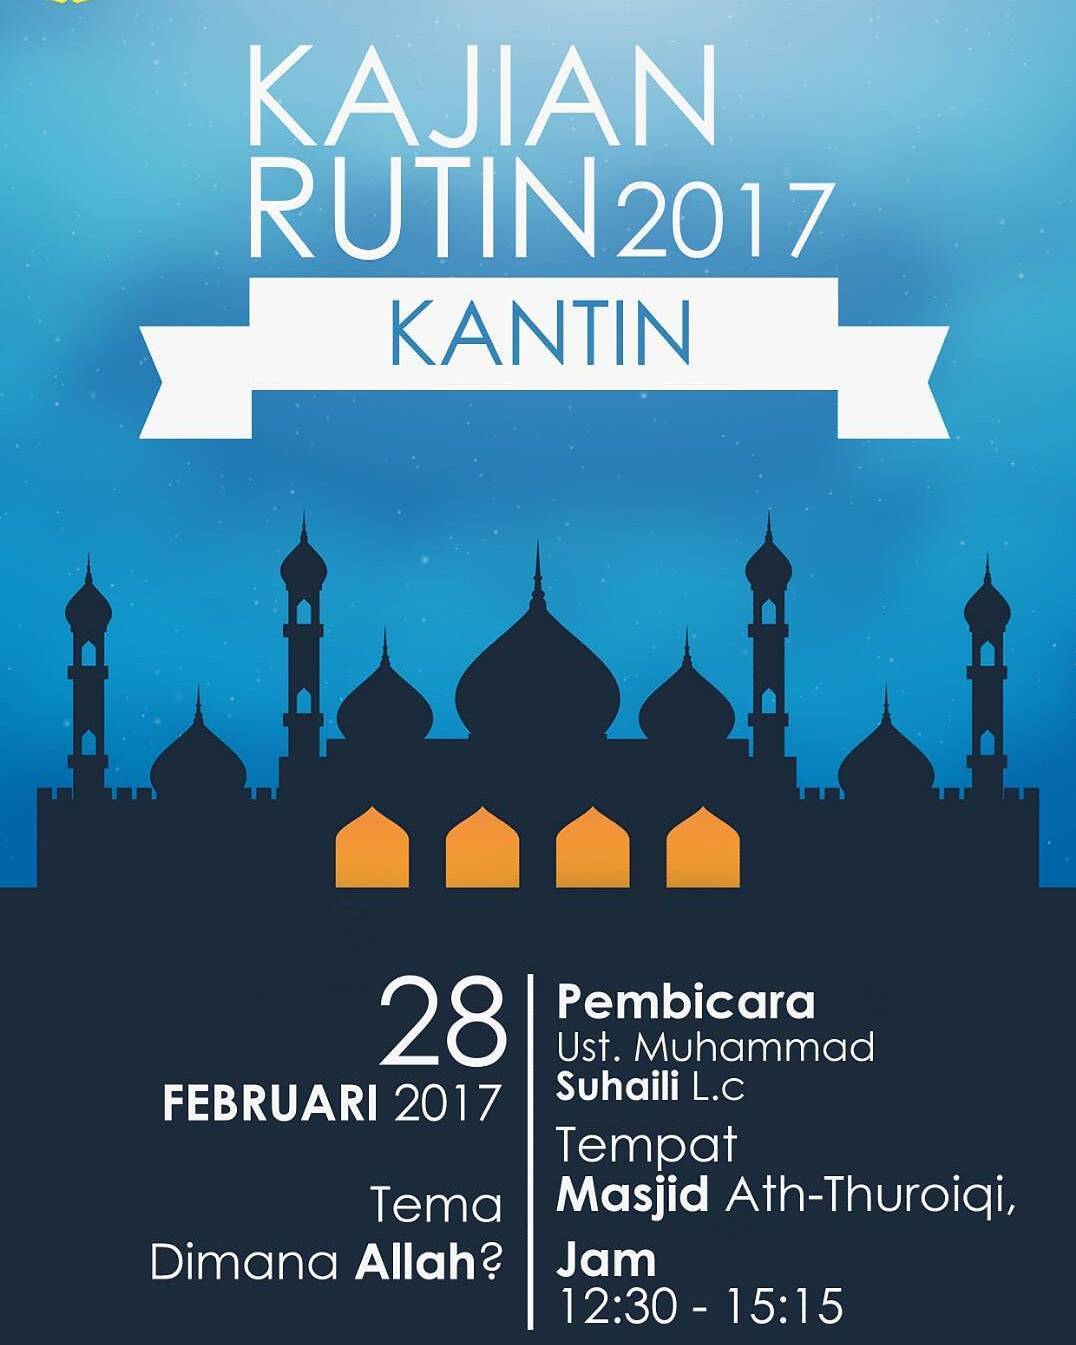 KAJIAN
RUTIN 2017
KANTIN
28
FEBRUARI 2017
Tema
Dimana Allah?
Pembicara
Ust. Muhammad
Suhaili L.c
Tempat
Masjid Ath-Thuroiqi,
Jam
12:30 - 15:15